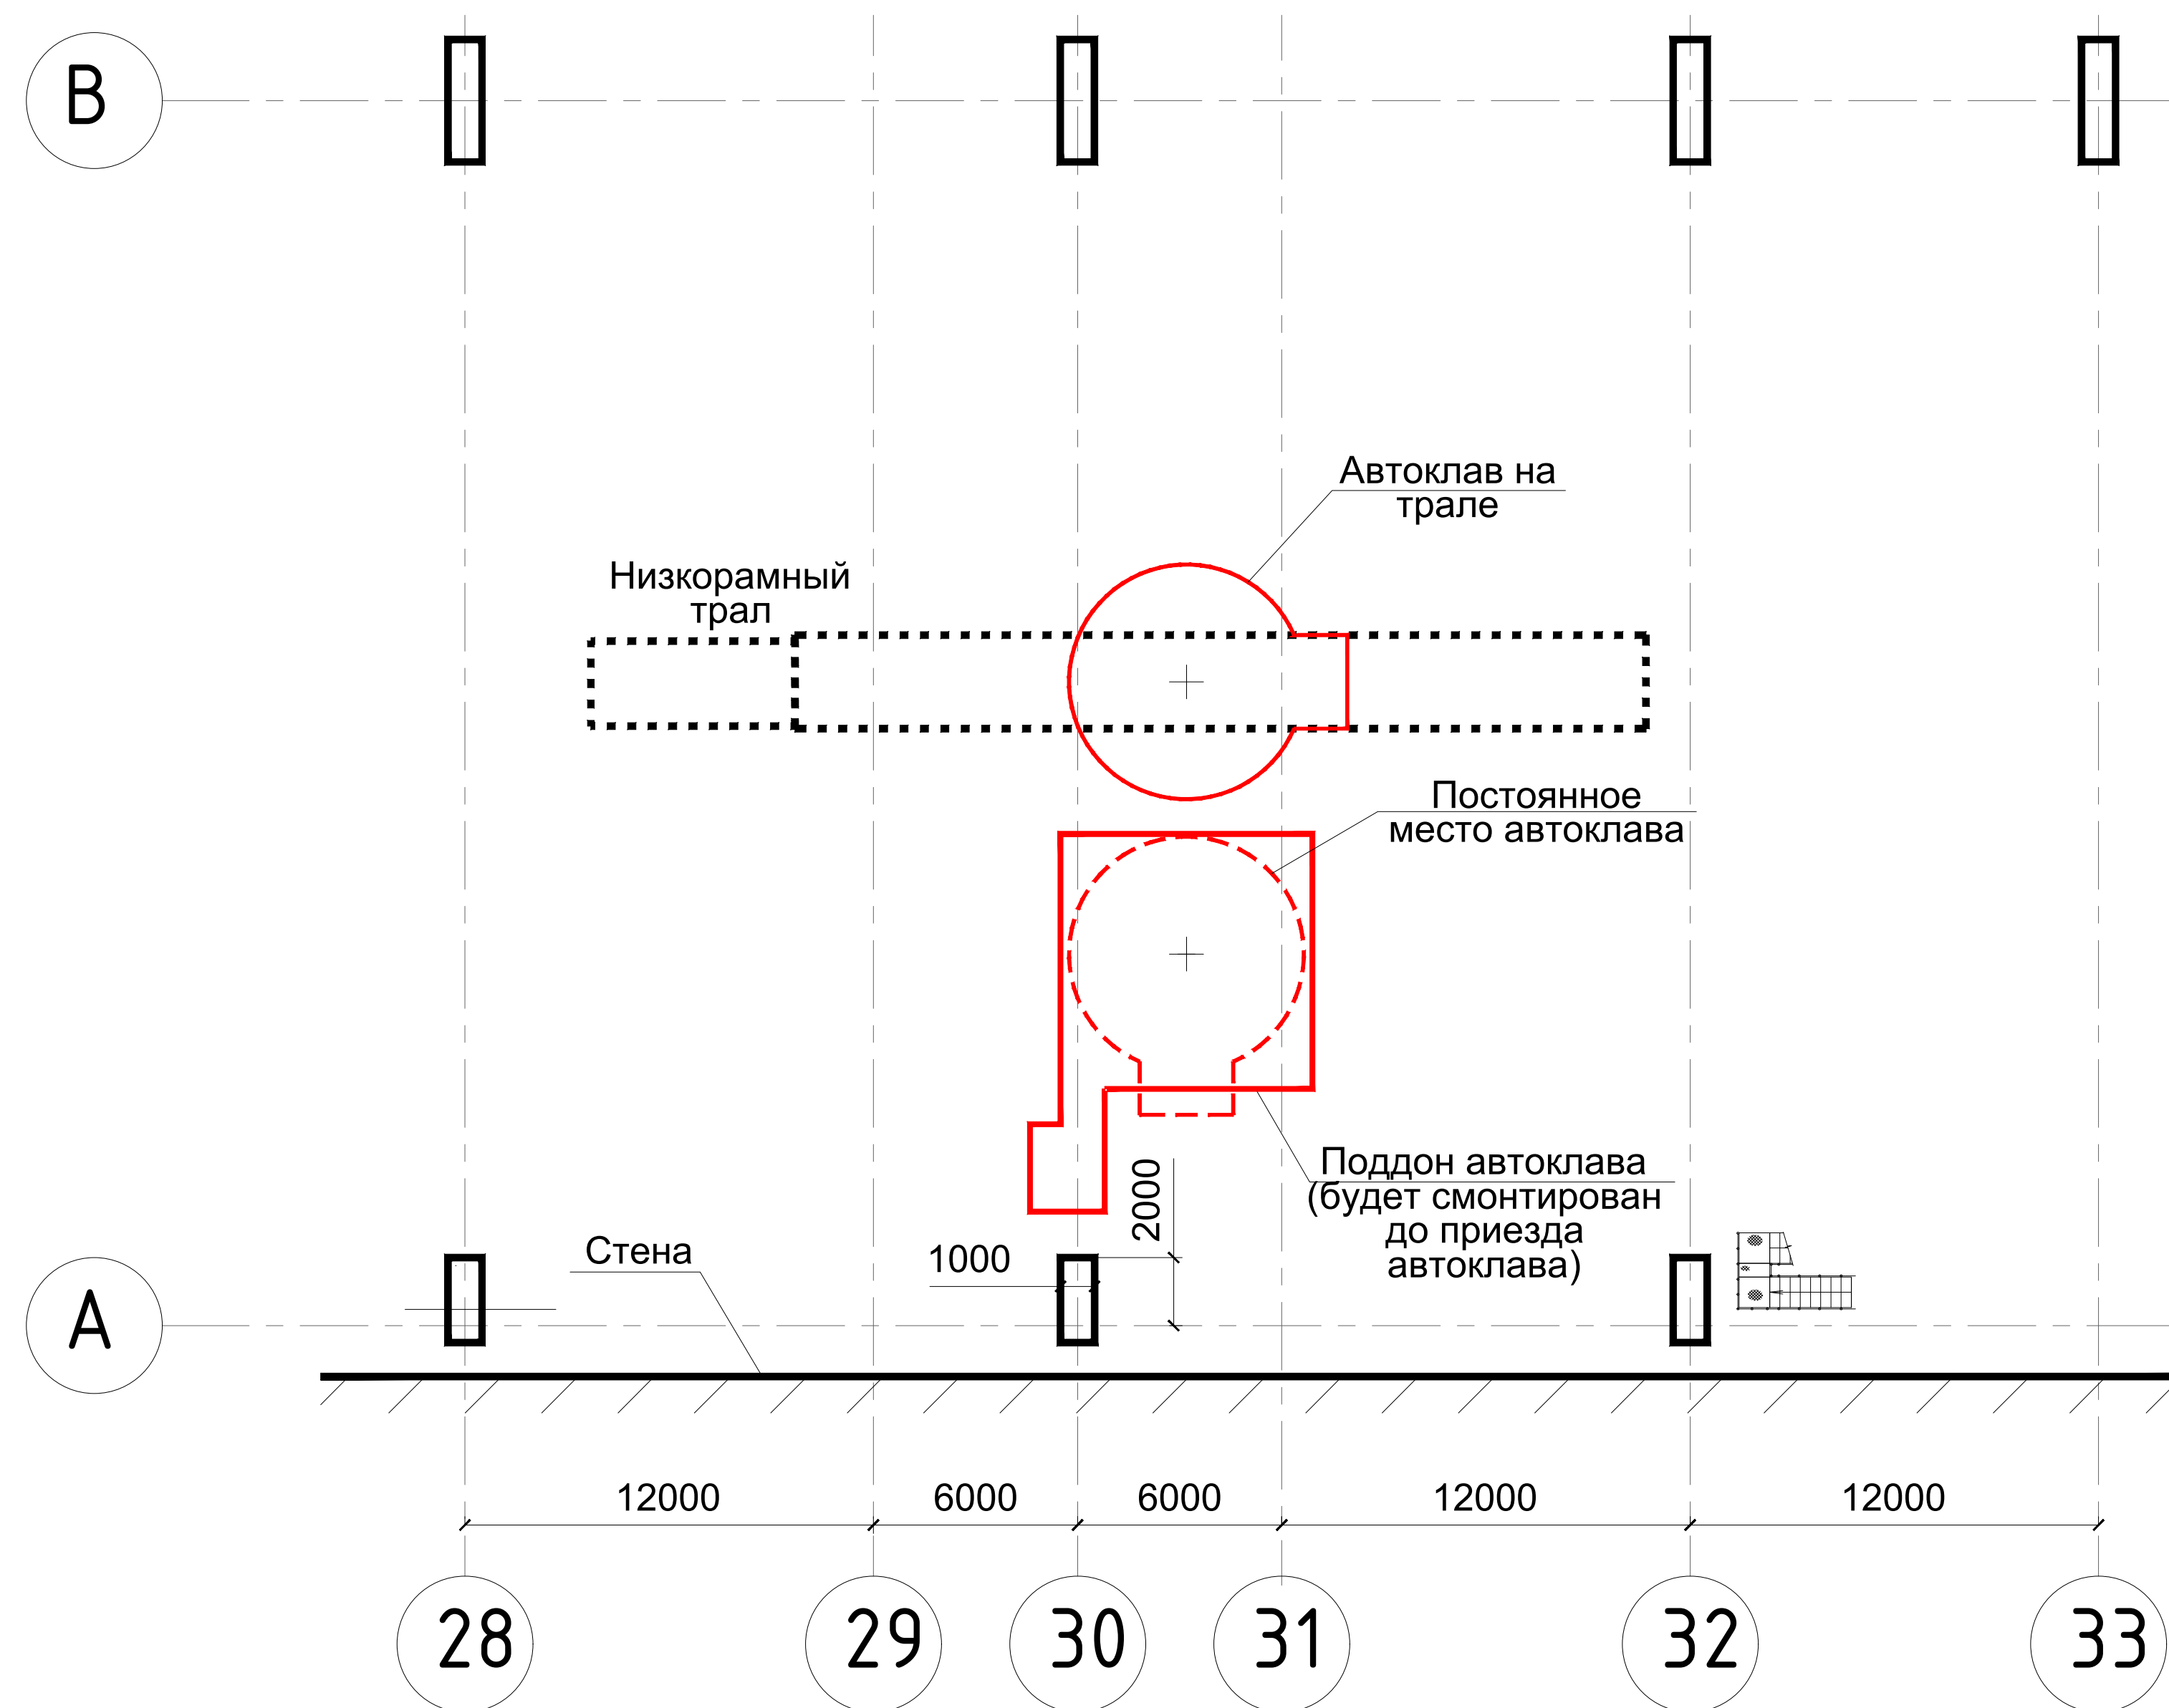 В
Автоклав на
трале
Низкорамный
трал
Постоянное
место автоклава
Поддон автоклава
(будет смонтирован
до приезда
автоклава)
2000
Стена
1000
А
12000
6000
6000
12000
12000
28
29
30
31
32
33